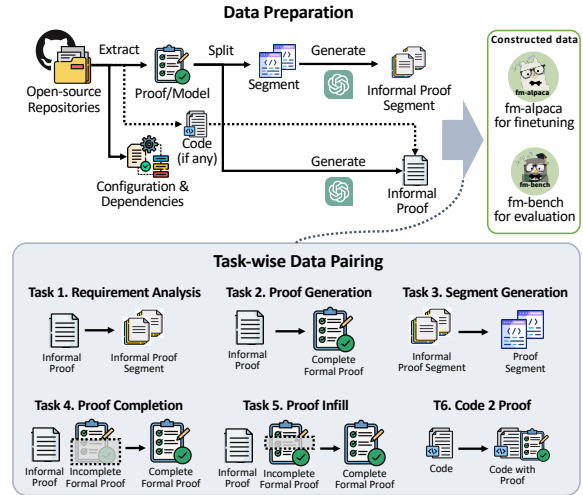 Data Preparation
Extract
Split
Generate
Open-source
Repositories
Proof/Model
Segment
Informal Proof
Segment
Code
(if any)
Configuration &
Dependencies
Generate
Informal
Proof
Constructed data
fm-alpaca
fm-alpaca
for finetuning
fm-bench
fm-bench
for evaluation
Task-wise Data Pairing
Task 1. Requirement Analysis
Informal
Proof
Informal Proof
Segment
Task 2. Proof Generation
Informal
Proof
Complete
Formal Proof
Task 3. Segment Generation
Informal
Proof Segment
Proof
Segment
Task 4. Proof Completion
Informal
Proof
Incomplete
Formal Proof
Complete
Formal Proof
Task 5. Proof Infill
Informal
Proof
Incomplete
Formal Proof
Complete
Formal Proof
T6. Code 2 Proof
Code
Code with
Proof